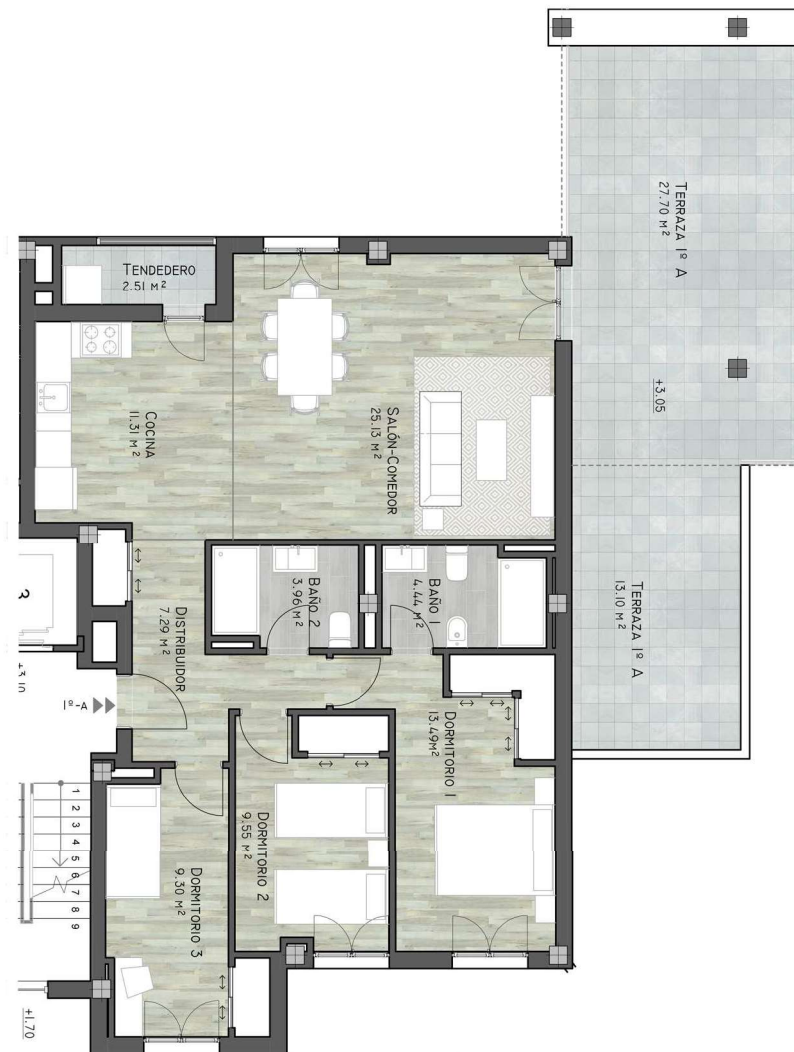 TERRAZA 1º A
27.70 M²
+3.05
TENDEDERO
2.51 M²
COCINA
11.31 M²
SALÓN-COMEDOR
25.13 M²
TERRAZA 1º A
13.10 M²
BAÑO 2
3.96 M²
BAÑO 1
4.44 M²
DISTRIBUIDOR
7.29 M²
1º-A
DORMITORIO 1
13.49M²
DORMITORIO 2
9.55 M²
DORMITORIO 3
9.30 M²
1
2
3
4
5
6
7
8
9
+1.70